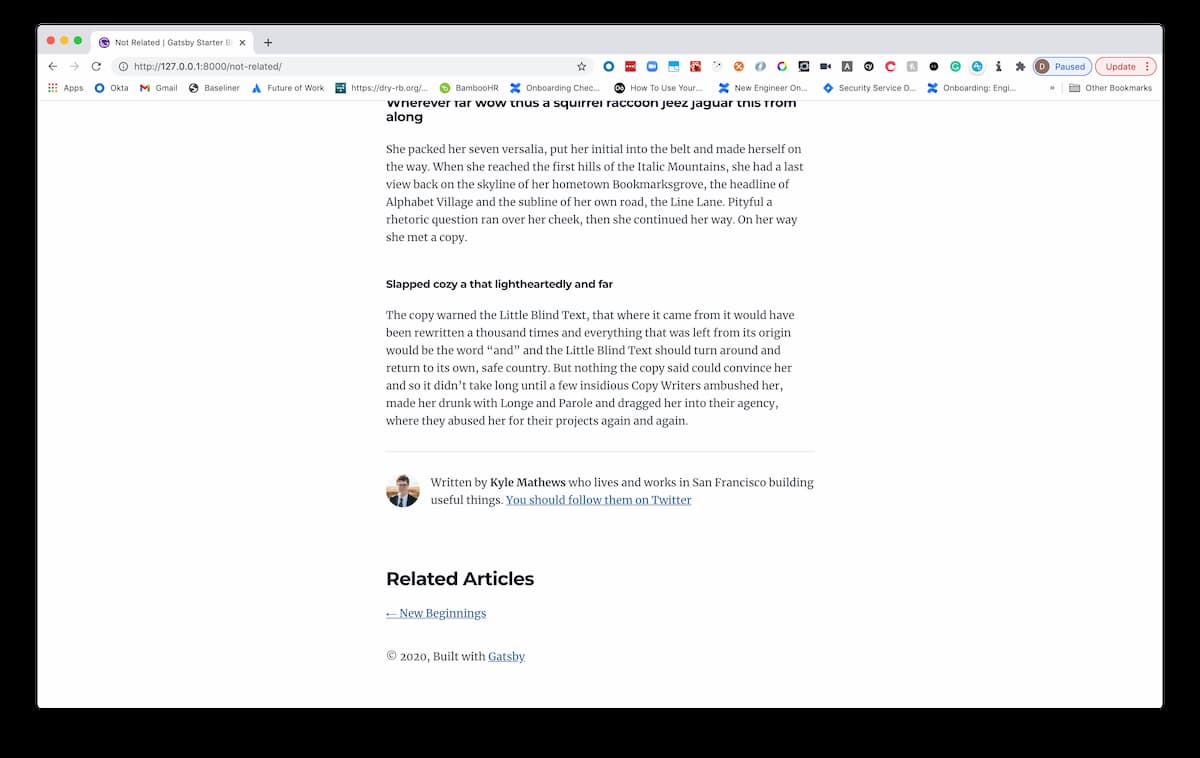 Not Related | Gatsby Starter B
http://127.0.0.1:8000/not-related/
D Paused
Update
Apps
Okta
Gmail
Baseliner
Future of Work
https://dry-rb.org/...
BambooHR
Onboarding Chec...
How To Use Your...
New Engineer On...
Security Service D...
Onboarding: Engi...
»
Other Bookmarks
Wherever far wow thus a squirrel raccoon jeez jaguar this from
along
She packed her seven versalia, put her initial into the belt and made herself on
the way. When she reached the first hills of the Italic Mountains, she had a last
view back on the skyline of her hometown Bookmarksgrove, the headline of
Alphabet Village and the subline of her own road, the Line Lane. Pityful a
rhetoric question ran over her cheek, then she continued her way. On her way
she met a copy.
Slapped cozy a that lightheartedly and far
The copy warned the Little Blind Text, that where it came from it would have
been rewritten a thousand times and everything that was left from its origin
would be the word “and” and the Little Blind Text should turn around and
return to its own, safe country. But nothing the copy said could convince her
and so it didn’t take long until a few insidious Copy Writers ambushed her,
made her drunk with Longe and Parole and dragged her into their agency,
where they abused her for their projects again and again.
Written by Kyle Mathews who lives and works in San Francisco building
useful things. You should follow them on Twitter
Related Articles
← New Beginnings
© 2020, Built with Gatsby